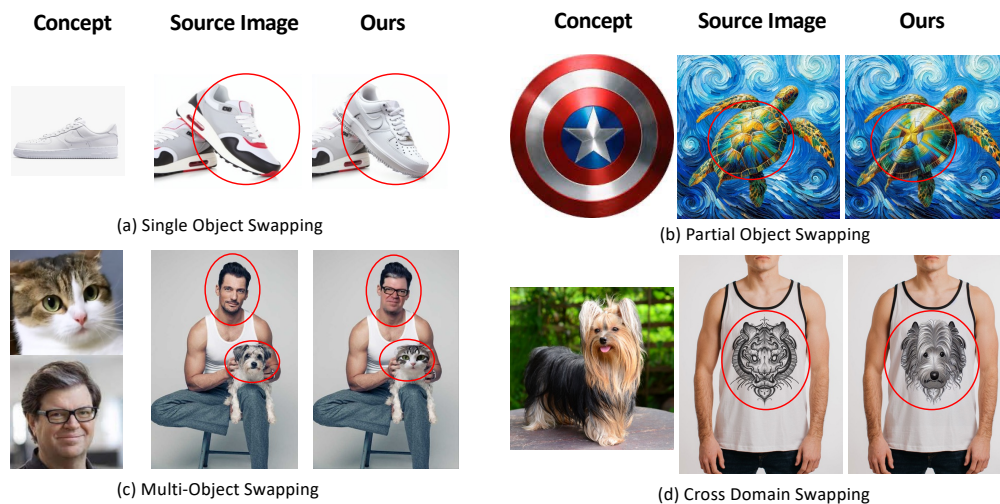 Concept Source Image Ours
Concept Source Image Ours
(a) Single Object Swapping
(b) Partial Object Swapping
(c) Multi-Object Swapping
(d) Cross Domain Swapping